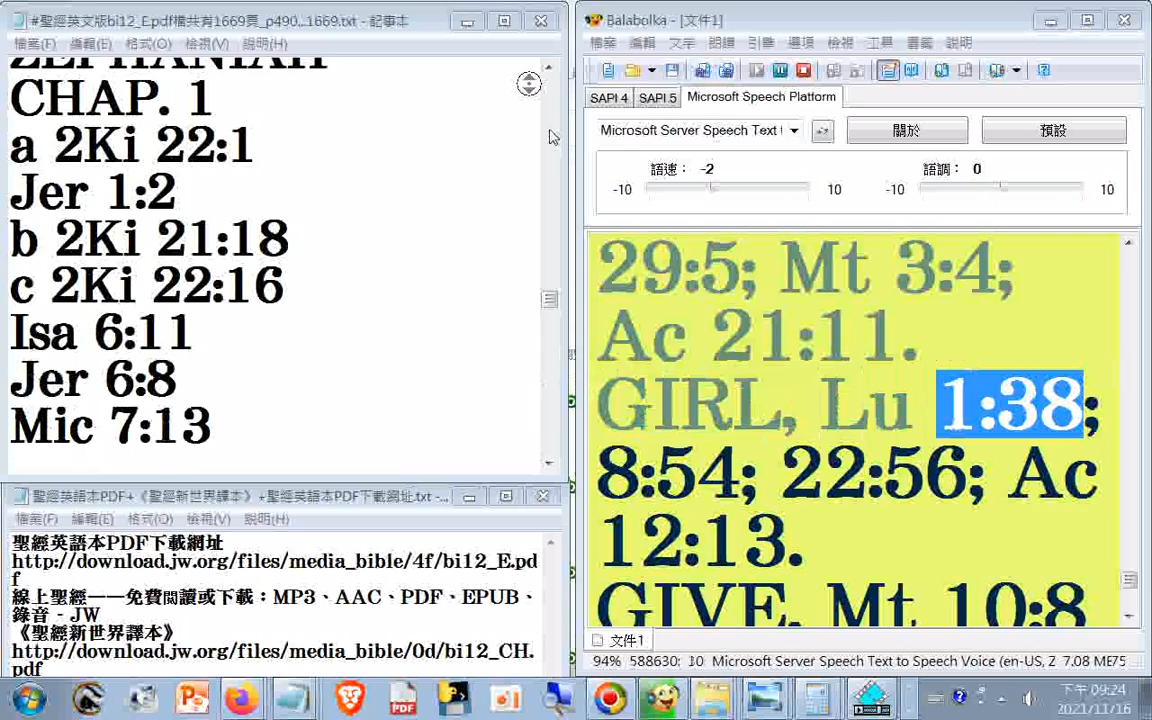 #聖經英文版bi12_E.pdf檔共有1669頁_p490,..1669.txt - 記事本
檔案(F) 編輯(E) 格式(O) 檢視(V) 說明(H)
ZEPHANIAH
CHAP. 1
a 2Ki 22:1
Jer 1:2
b 2Ki 21:18
c 2Ki 22:16
Isa 6:11
Jer 6:8
Mic 7:13
聖經英語本PDF+《聖經新世界譯本》+聖經英語本PDF下載網址.txt - ...
檔案(F) 編輯(E) 格式(O) 檢視(V) 說明(H)
聖經英語本PDF下載網址
http://download.jw.org/files/media_bible/4f/bi12_E.pd
f
線上聖經——免費閱讀或下載：MP3、AAC、PDF、EPUB、
錄音 - JW
《聖經新世界譯本》
http://download.jw.org/files/media_bible/0d/bi12_CH.
pdf
Balabolka - [文件1]
檔案 編輯 文字 朗讀 引擎 選項 檢視 工具 書籤 說明
SAPI 4 SAPI 5 Microsoft Speech Platform
Microsoft Server Speech Text 關於 預設
語速： -2 語調： 0
-10 10 -10 10
29:5; Mt 3:4;
Ac 21:11.
GIRL, Lu 1:38;
8:54; 22:56; Ac
12:13.
GIVE, Mt 10:8
文件1
94% 588630: 10 Microsoft Server Speech Text to Speech Voice (en-US, Z 7.08 МБ75
下午 09:24
2021/11/16